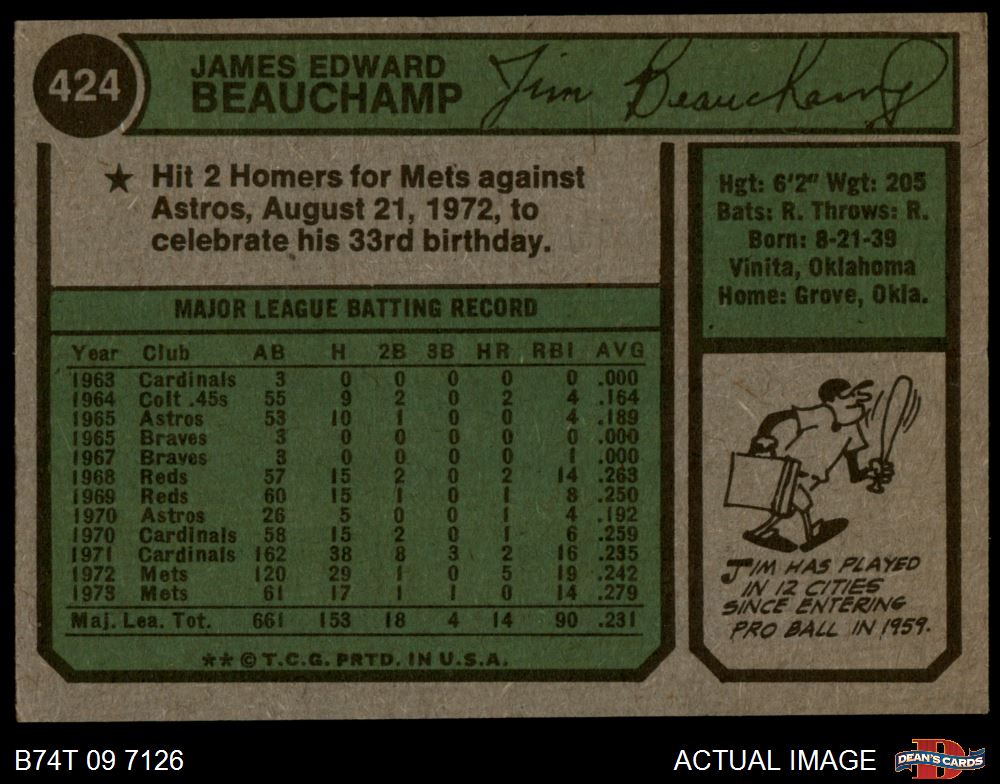 424
JAMES EDWARD
BEAUCHAMP
Jim Beauchamp
★ Hit 2 Homers for Mets against
Astros, August 21, 1972, to
celebrate his 33rd birthday.
Hgt: 6'2" Wgt: 205
Bats: R. Throws: R.
Born: 8-21-39
Vinita, Oklahoma
Home: Grove, Okla.
MAJOR LEAGUE BATTING RECORD
Year Club AB H 2B 3B HR RBI AVG
1963 Cardinals 3 0 0 0 0 0 .000
1964 Colt .45s 55 9 2 0 2 4 .164
1965 Astros 53 10 1 0 0 4 .189
1965 Braves 3 0 0 0 0 0 .000
1967 Braves 3 0 0 0 0 1 .000
1968 Reds 57 15 2 0 2 14 .263
1969 Reds 60 15 1 0 1 8 .250
1970 Astros 26 5 0 0 1 4 .192
1970 Cardinals 58 15 2 0 1 6 .259
1971 Cardinals 162 38 8 3 2 16 .235
1972 Mets 120 29 1 0 5 19 .242
1973 Mets 61 17 1 1 0 14 .279
Maj. Lea. Tot. 661 153 18 4 14 90 .231
** © T.C.G. PRTD. IN U.S.A.
JIM HAS PLAYED
IN 12 CITIES
SINCE ENTERING
PRO BALL IN 1959.
B74T 09 7126
ACTUAL IMAGE
DEAN'S CARDS